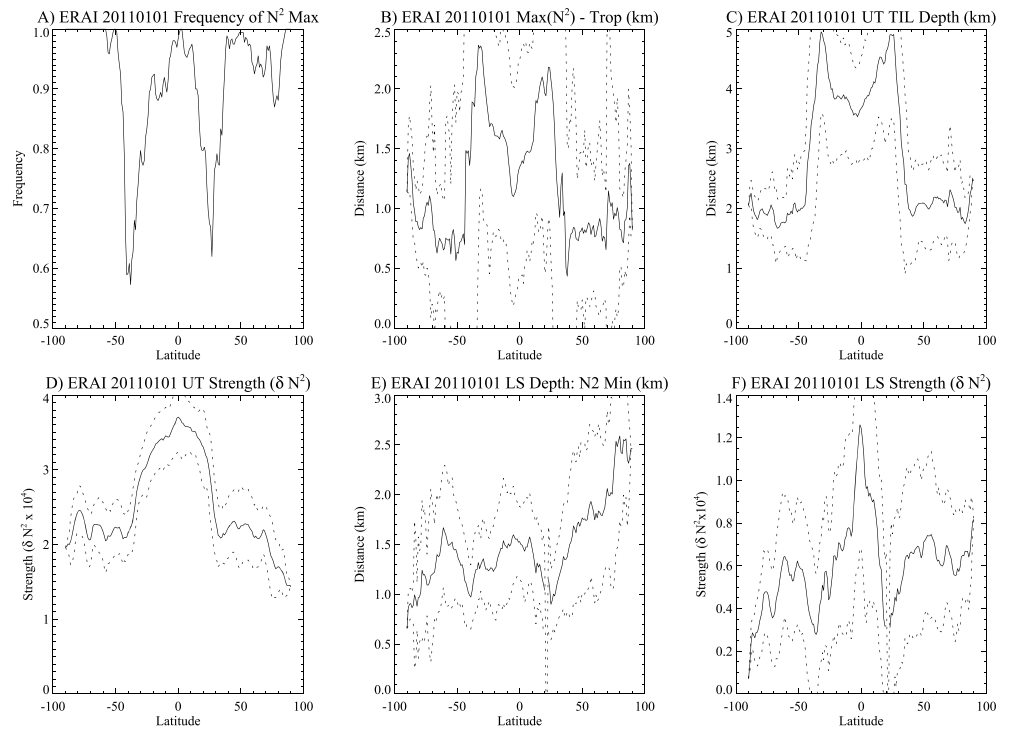 A) ERAI 20110101 Frequency of N² Max
1.0
0.9
0.8
0.7
0.6
0.5
Frequency
-100 -50 0 50 100
Latitude
B) ERAI 20110101 Max(N²) - Trop (km)
2.5
2.0
1.5
1.0
0.5
0.0
Distance (km)
-100 -50 0 50 100
Latitude
C) ERAI 20110101 UT TIL Depth (km)
5
4
3
2
1
0
Distance (km)
-100 -50 0 50 100
Latitude
D) ERAI 20110101 UT Strength (δ N²)
4
3
2
1
0
Strength (δ N² x 10⁴)
-100 -50 0 50 100
Latitude
E) ERAI 20110101 LS Depth: N2 Min (km)
3.0
2.5
2.0
1.5
1.0
0.5
0.0
Distance (km)
-100 -50 0 50 100
Latitude
F) ERAI 20110101 LS Strength (δ N²)
1.4
1.2
1.0
0.8
0.6
0.4
0.2
0.0
Strength (δ N²x10⁴)
-100 -50 0 50 100
Latitude